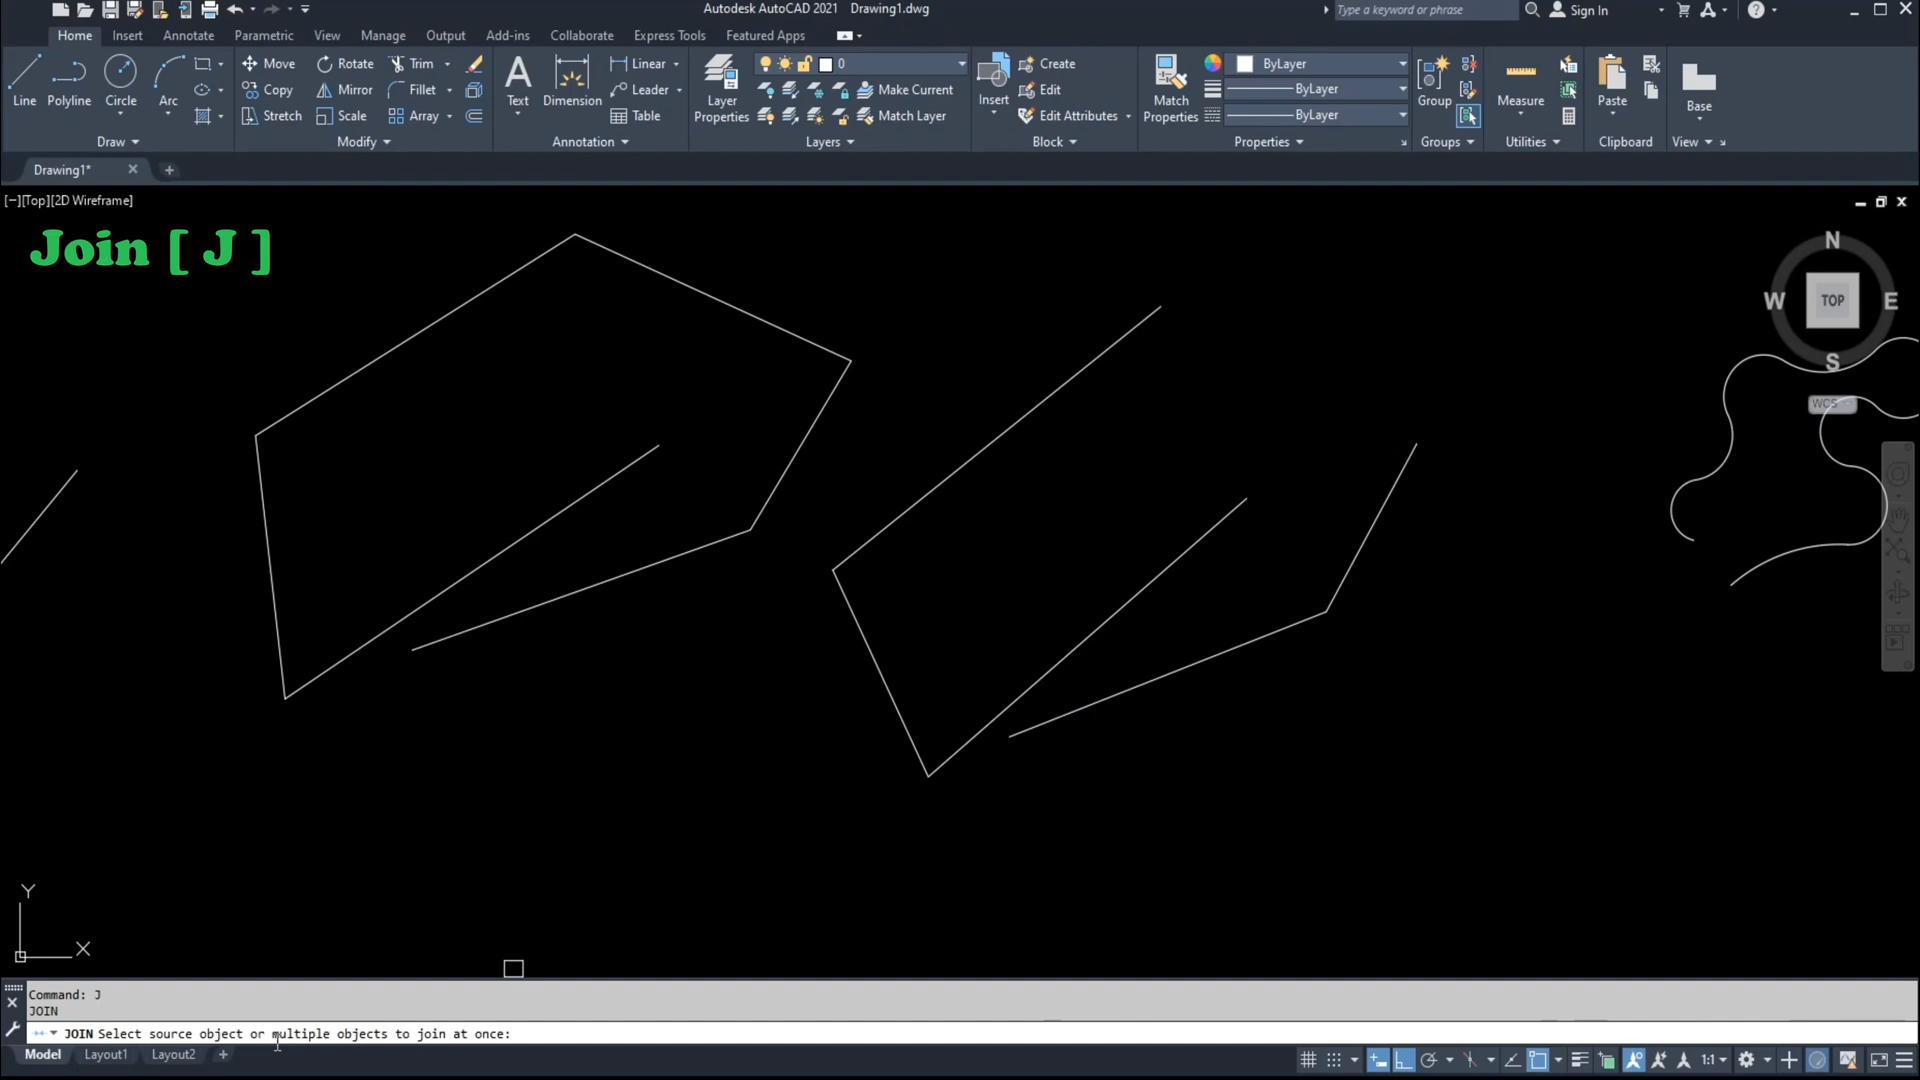 Autodesk AutoCAD 2021 Drawing1.dwg
Type a keyword or phrase
Sign In
Home Insert Annotate Parametric View Manage Output Add-ins Collaborate Express Tools Featured Apps
Line Polyline Circle Arc
Move Rotate Trim
Copy Mirror Fillet
Stretch Scale Array
Text Dimension
Linear
Leader
Table
Layer Properties
0
Make Current
Match Layer
Insert
Create
Edit
Edit Attributes
Match Properties
ByLayer
ByLayer
ByLayer
Group
Measure
Paste
Base
Draw Modify Annotation Layers Block Properties Groups Utilities Clipboard View
Drawing1*
[−][Top][2D Wireframe]
Join [ J ]
N
W TOP E
S
WCS
Y
X
Command: J
JOIN
JOIN Select source object or multiple objects to join at once:
Model Layout1 Layout2 +
1:1